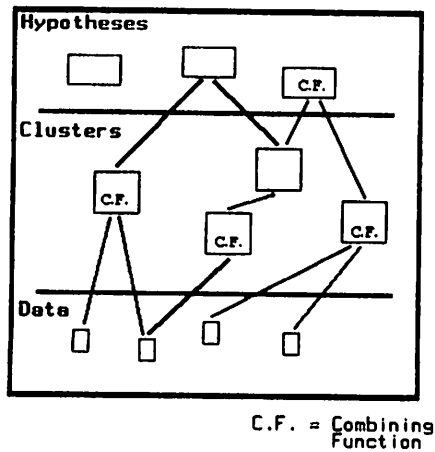 Hypotheses
C.F.
Clusters
C.F.
C.F.
C.F.
Data
C.F. = Combining
Function